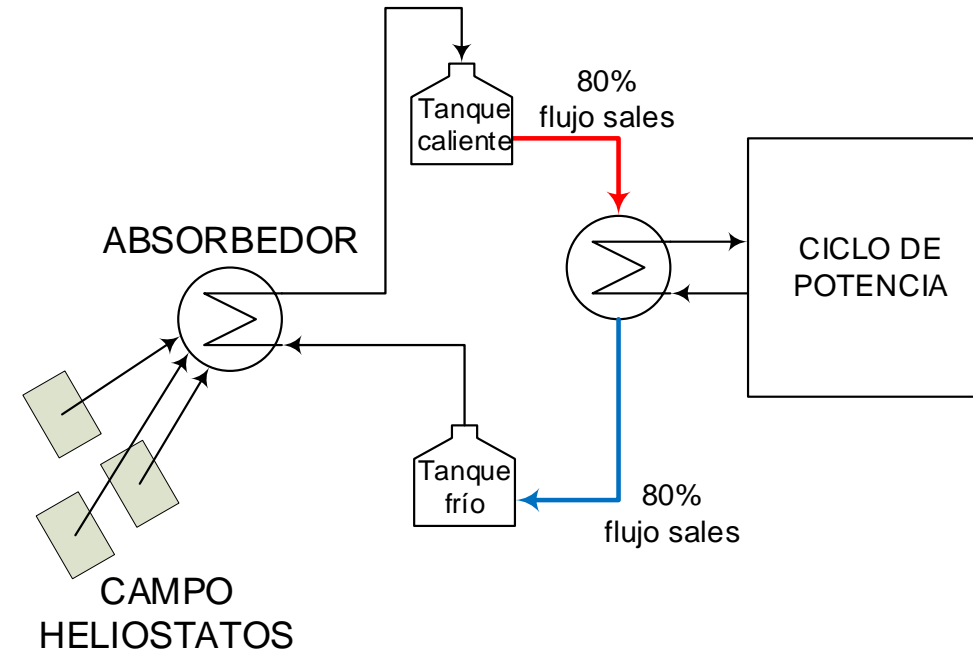 80%
flujo sales
Tanque
caliente
ABSORBEDOR
CICLO DE
POTENCIA
Tanque
frío
80%
flujo sales
CAMPO
HELIOSTATOS